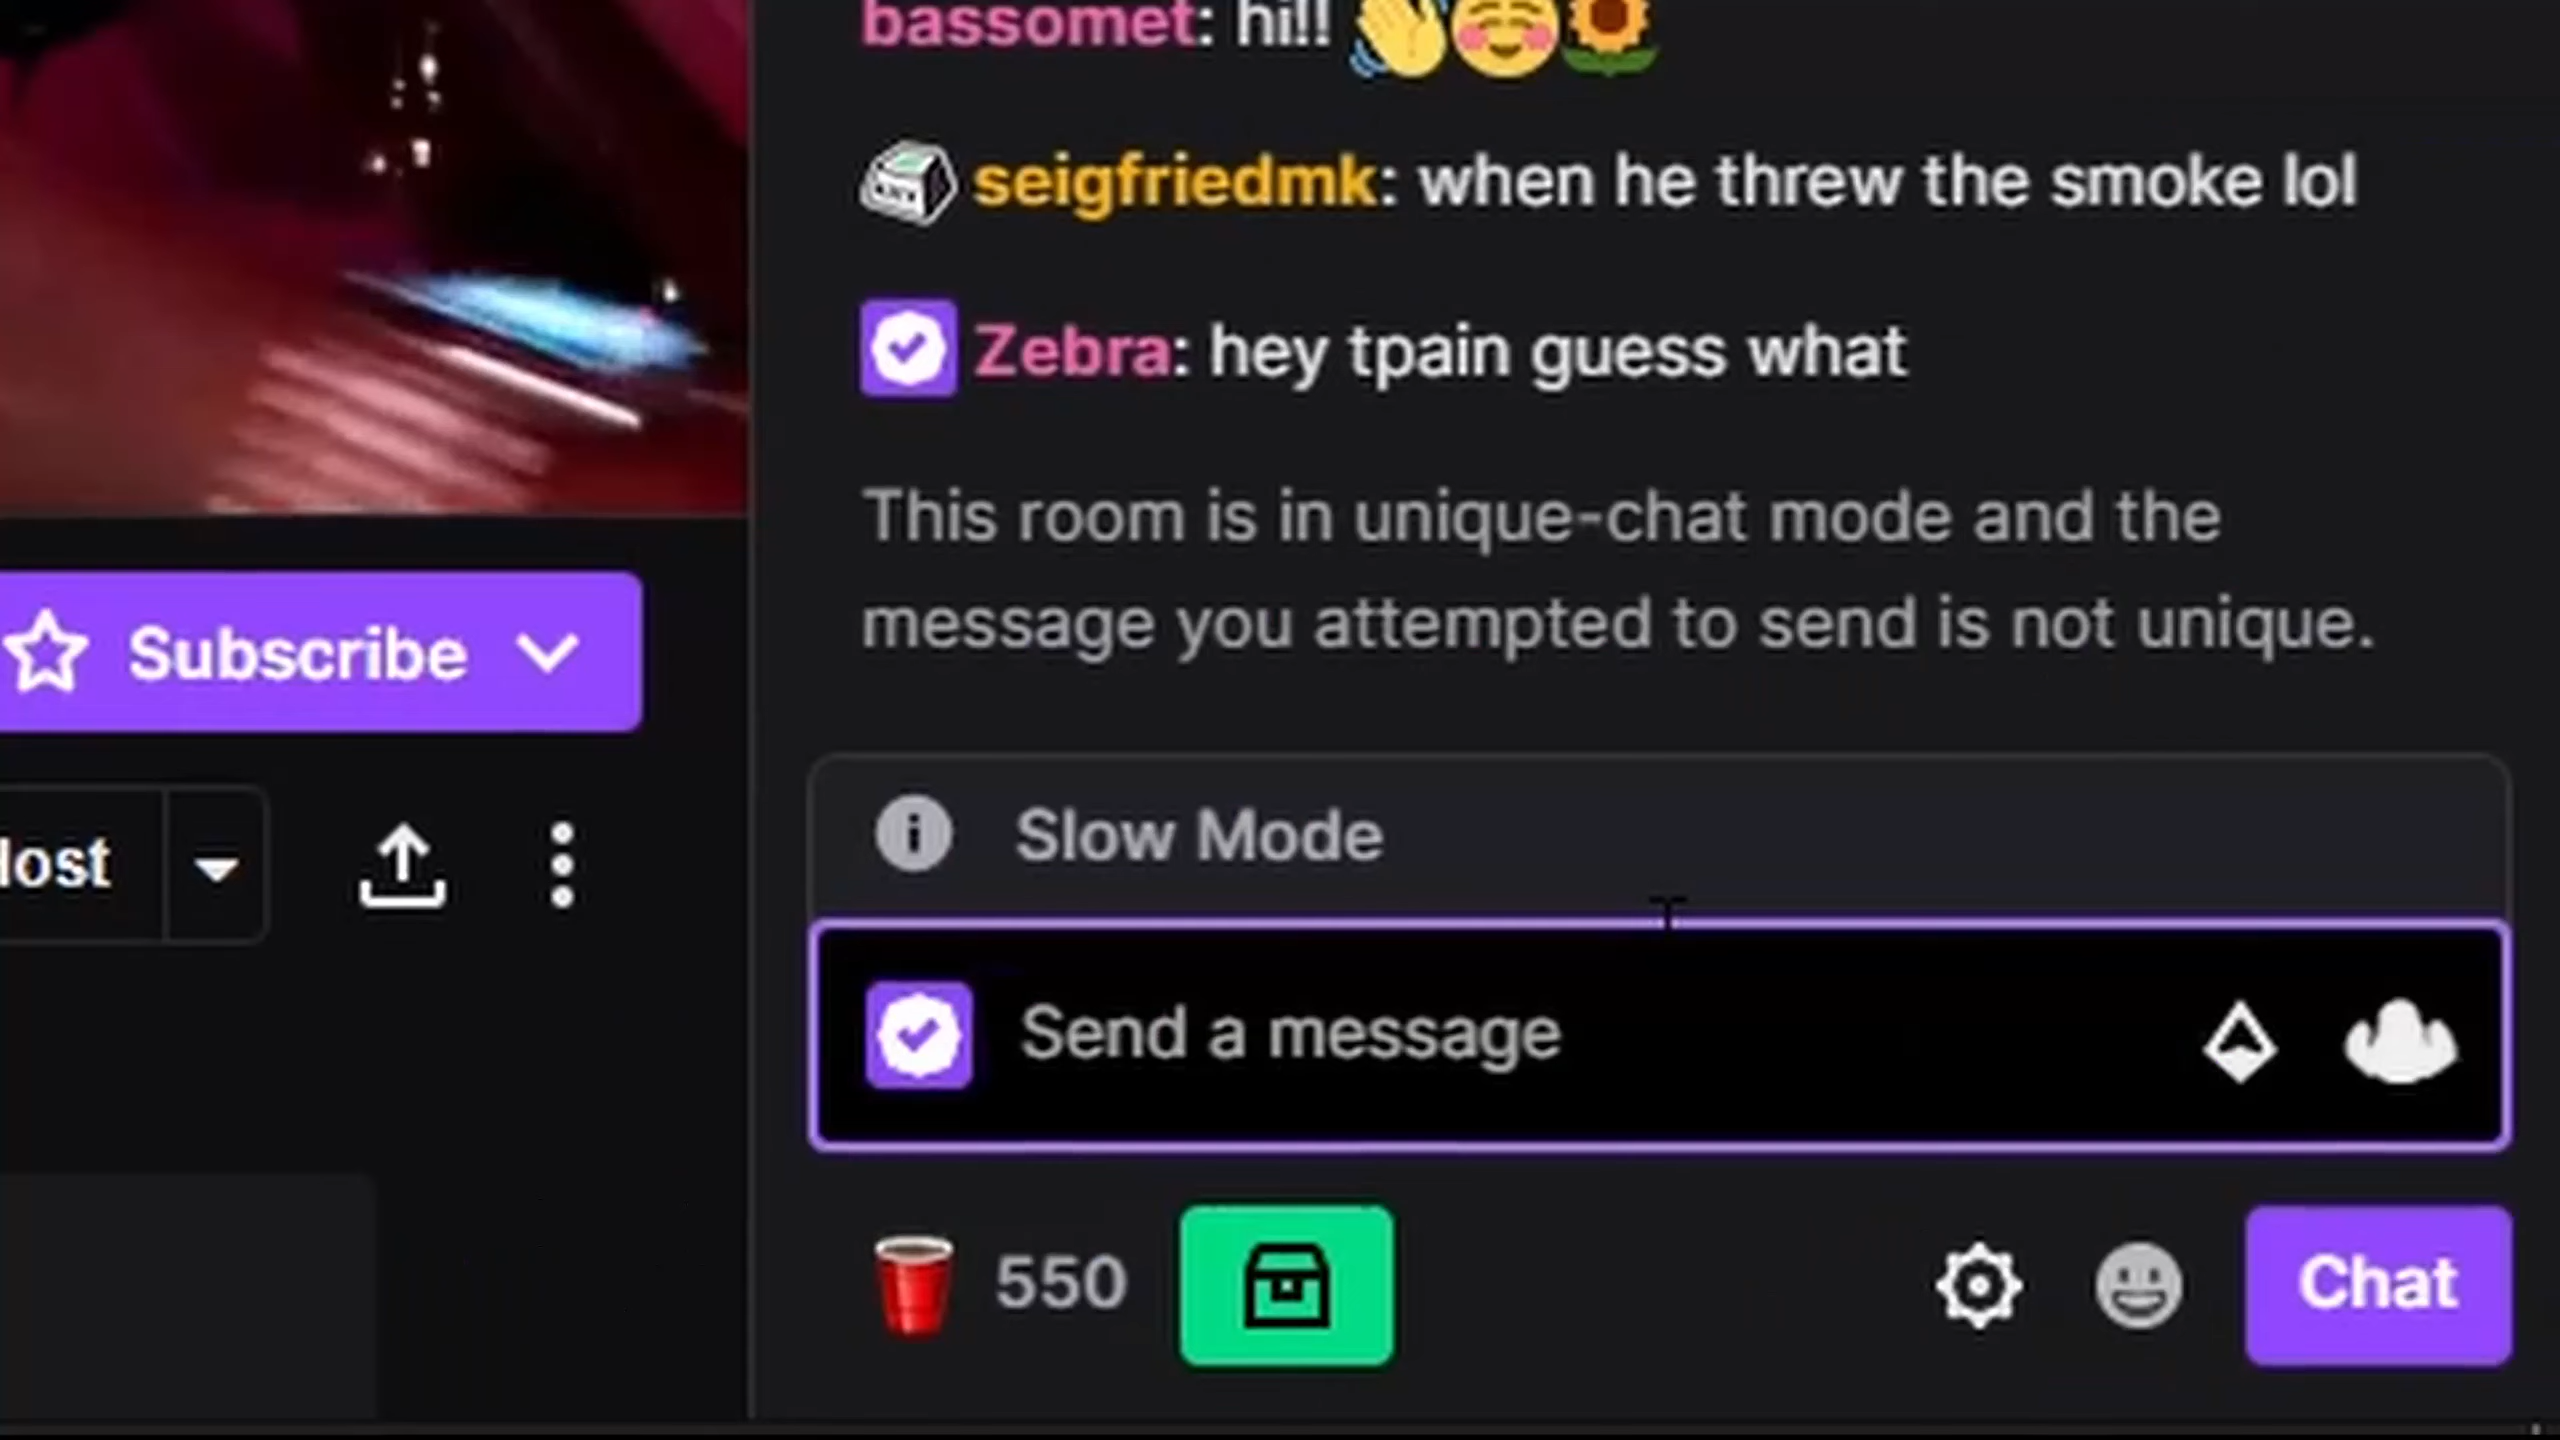 bassomet: hi!! 👋☺️🌻
seigfriedmk: when he threw the smoke lol
Zebra: hey tpain guess what
This room is in unique-chat mode and the
message you attempted to send is not unique.
Subscribe
Slow Mode
Host
Send a message
550
Chat